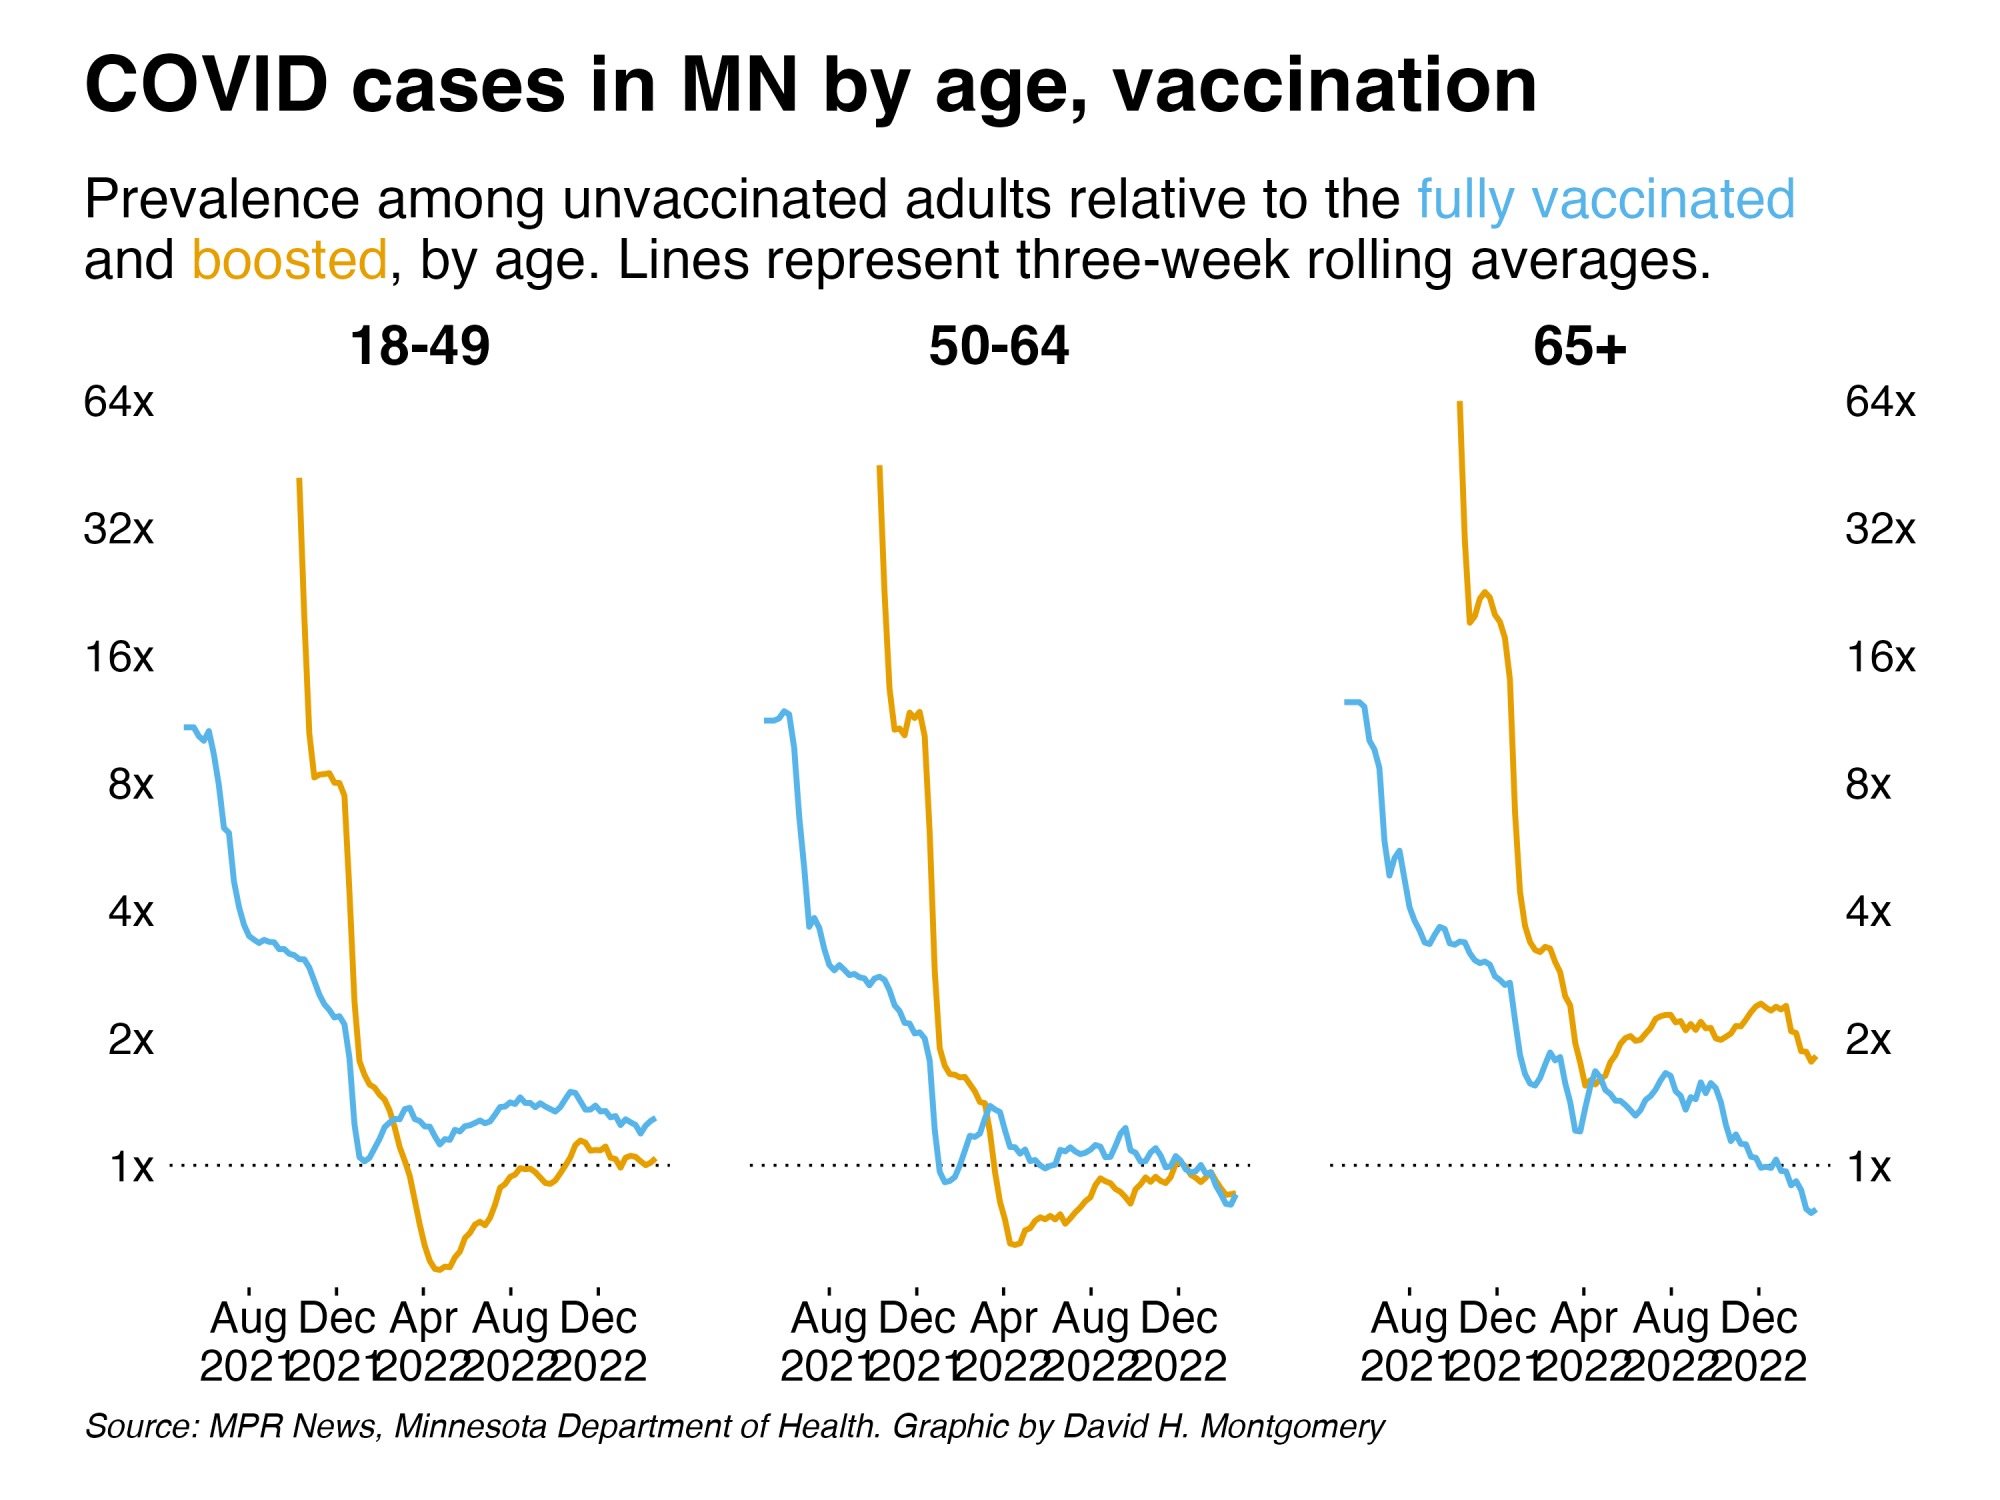 COVID cases in MN by age, vaccination
Prevalence among unvaccinated adults relative to the fully vaccinated
and boosted, by age. Lines represent three-week rolling averages.
18-49 50-64 65+
64x 64x
32x 32x
16x 16x
8x 8x
4x 4x
2x 2x
1x 1x
Aug Dec Apr Aug Dec Aug Dec Apr Aug Dec Aug Dec Apr Aug Dec
2021 2021 2022 2022 2022 2021 2021 2022 2022 2022 2021 2021 2022 2022 2022
Source: MPR News, Minnesota Department of Health. Graphic by David H. Montgomery